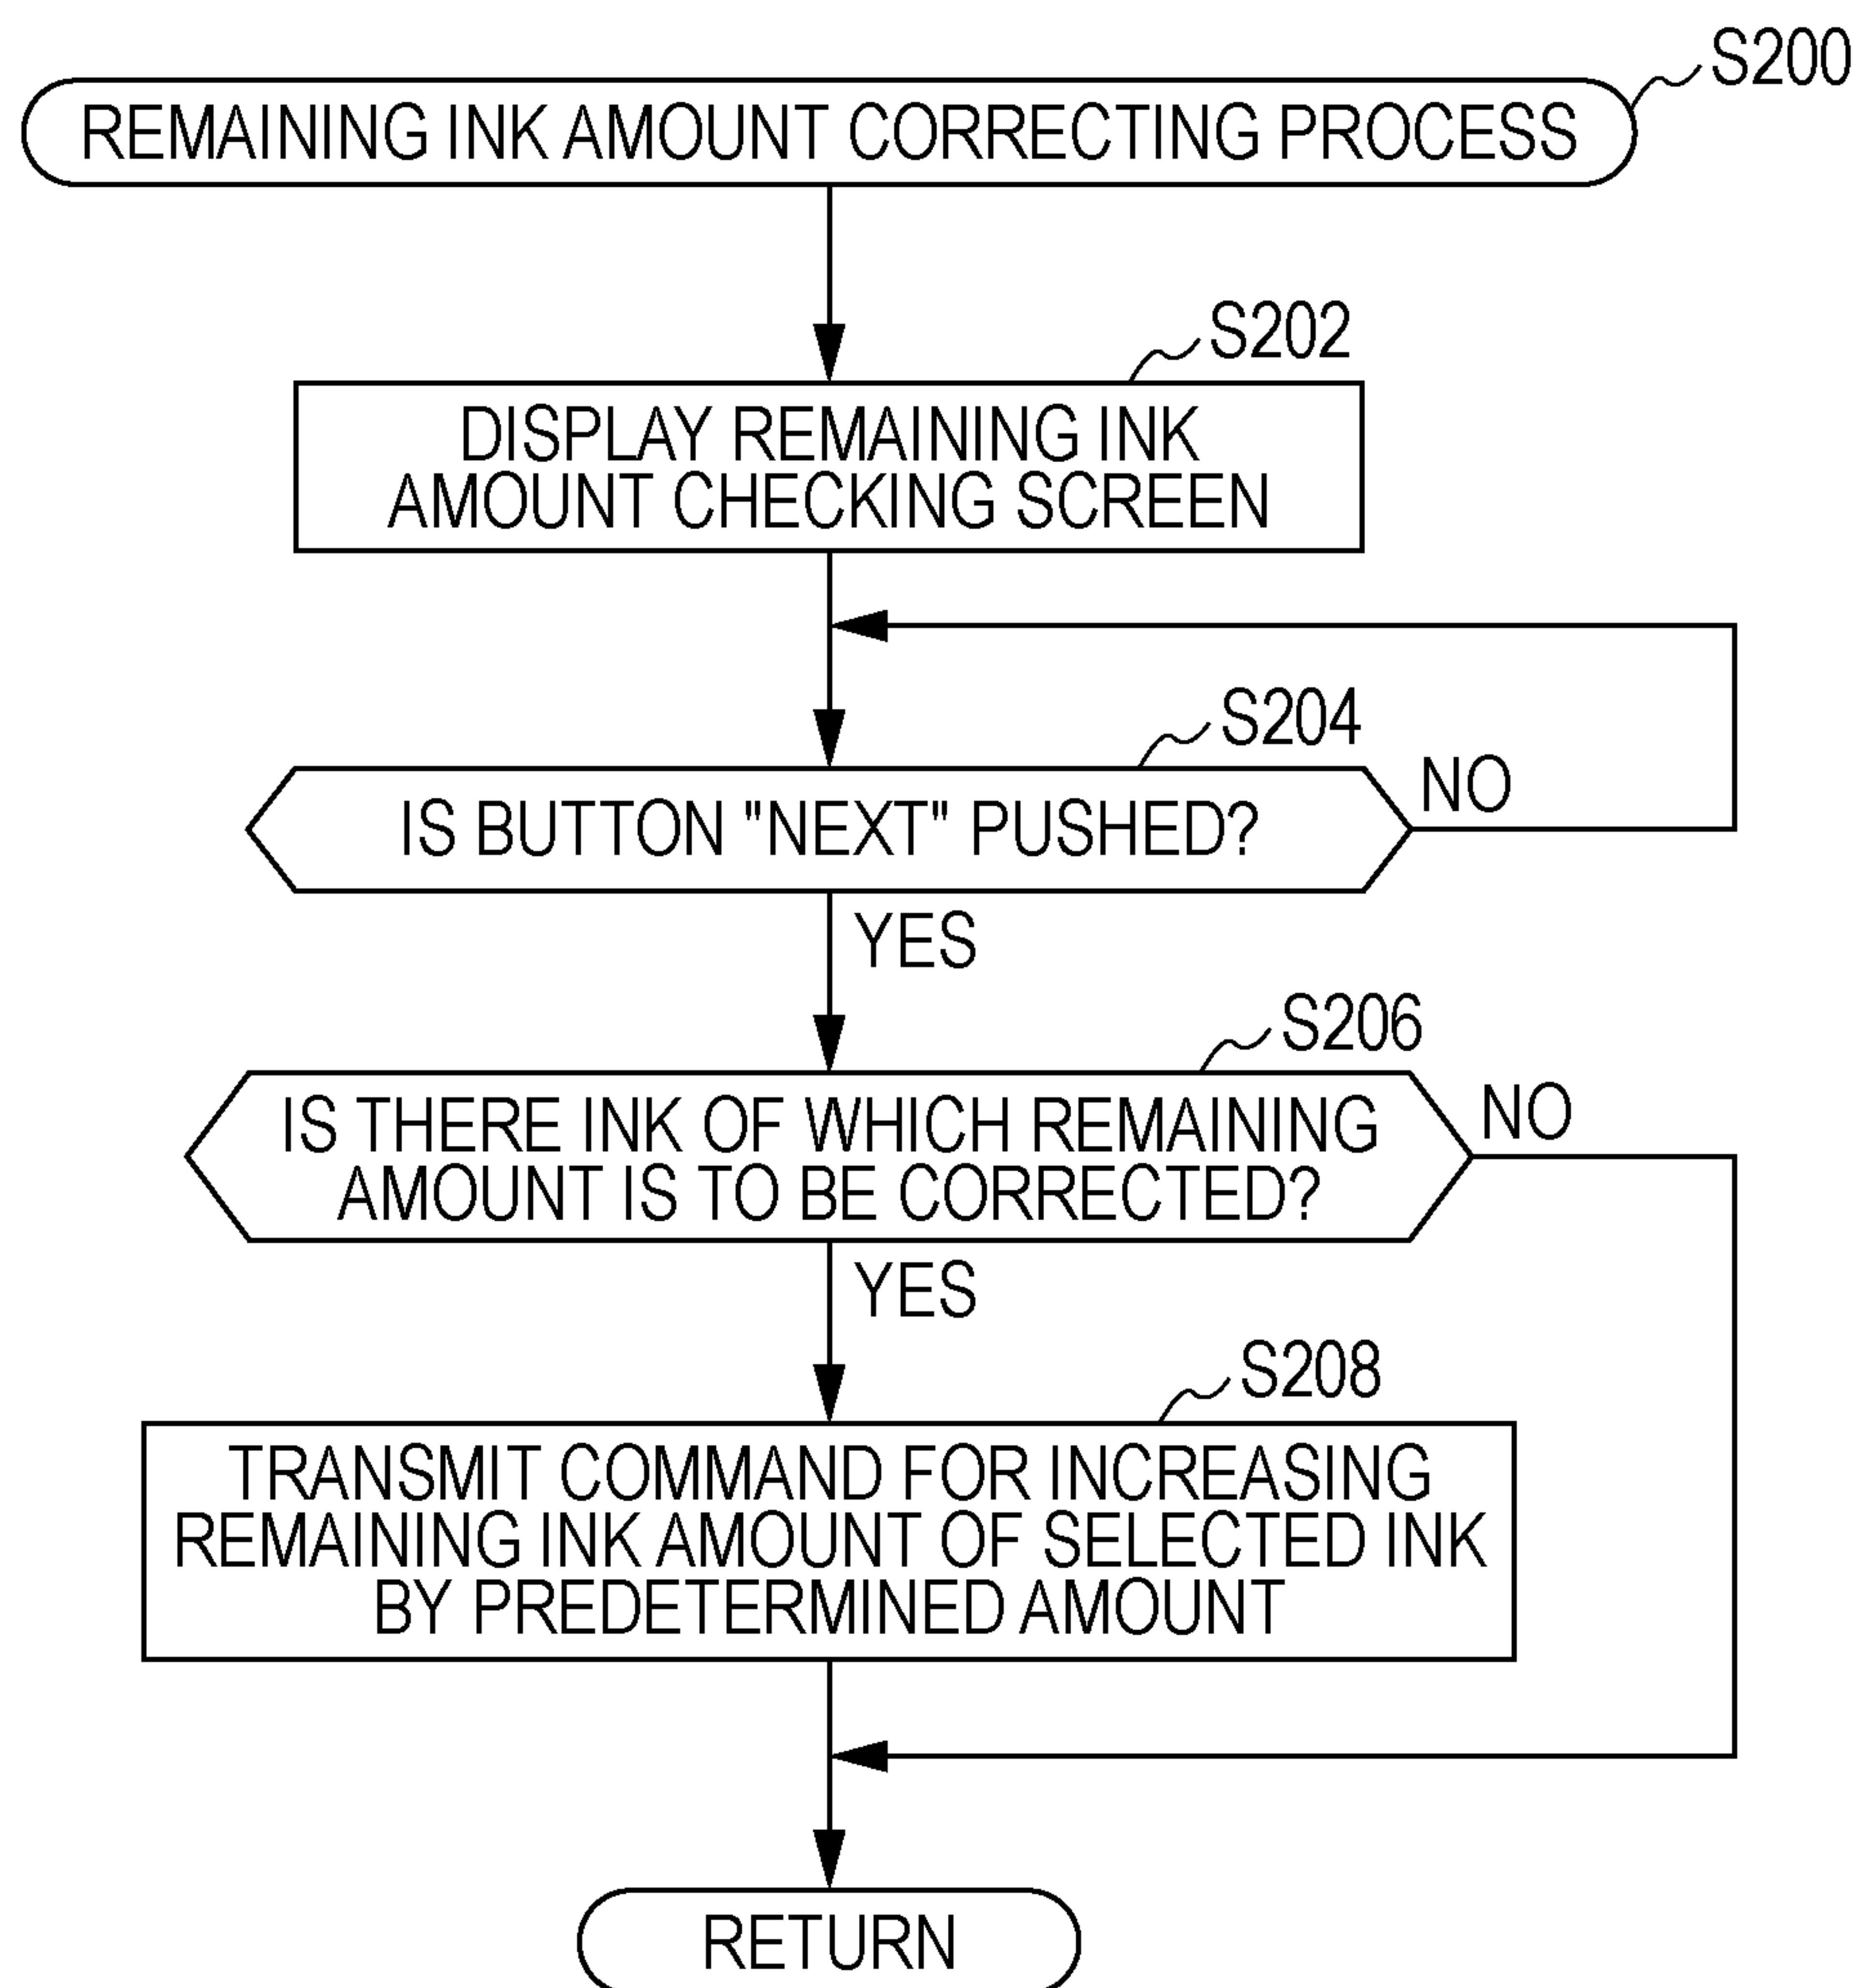 S200
REMAINING INK AMOUNT CORRECTING PROCESS
S202
DISPLAY REMAINING INK
AMOUNT CHECKING SCREEN
S204
IS BUTTON "NEXT" PUSHED?
NO
YES
S206
IS THERE INK OF WHICH REMAINING
AMOUNT IS TO BE CORRECTED?
NO
YES
S208
TRANSMIT COMMAND FOR INCREASING
REMAINING INK AMOUNT OF SELECTED INK
BY PREDETERMINED AMOUNT
RETURN